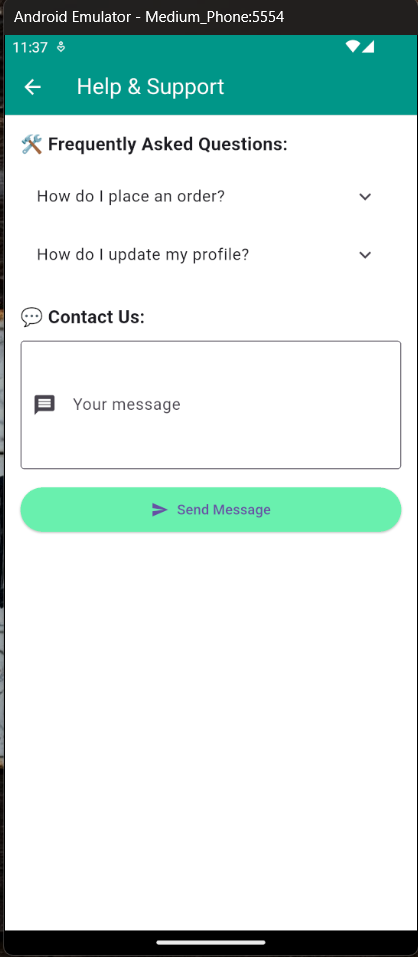 Android Emulator - Medium_Phone:5554
11:37
Help & Support
🛠️ Frequently Asked Questions:
How do I place an order?
How do I update my profile?
💬 Contact Us:
Your message
Send Message